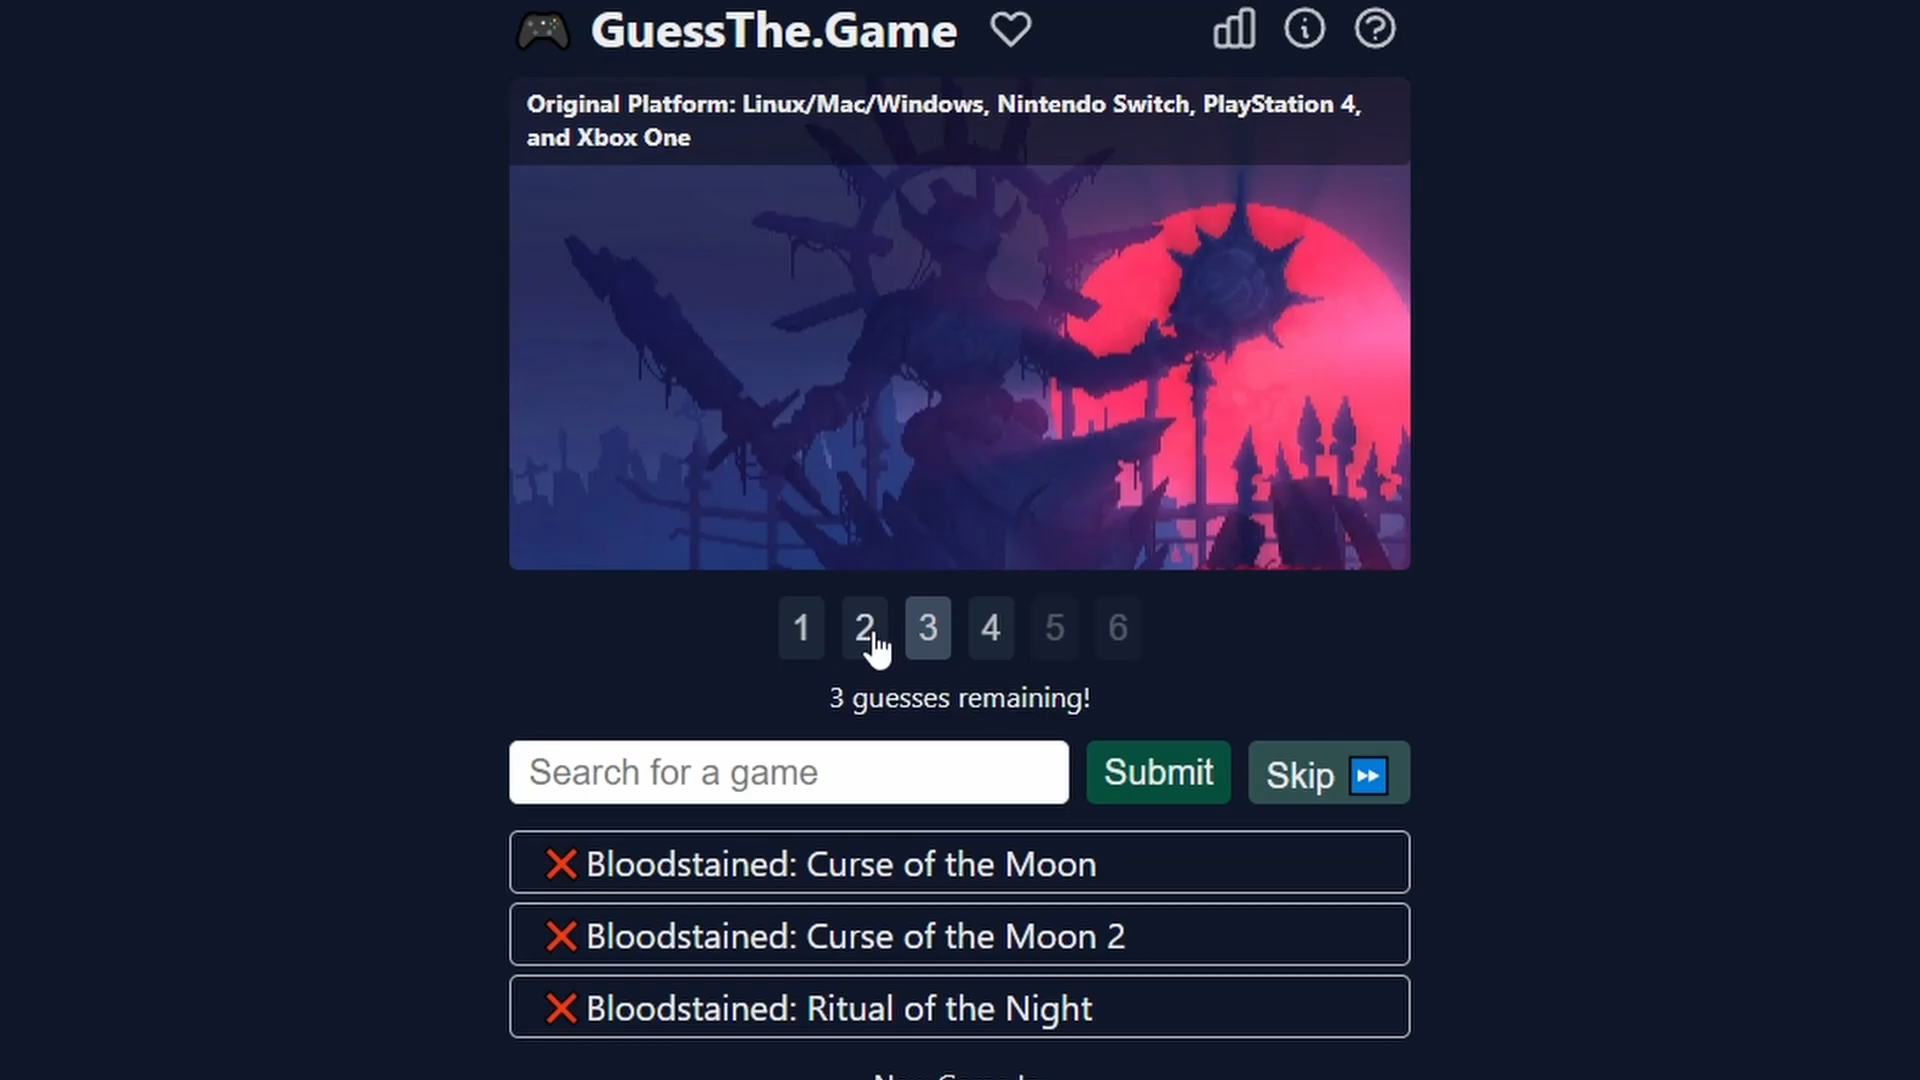 GuessThe.Game
Original Platform: Linux/Mac/Windows, Nintendo Switch, PlayStation 4,
and Xbox One
1 2 3 4 5 6
3 guesses remaining!
Search for a game
Submit
Skip
Bloodstained: Curse of the Moon
Bloodstained: Curse of the Moon 2
Bloodstained: Ritual of the Night